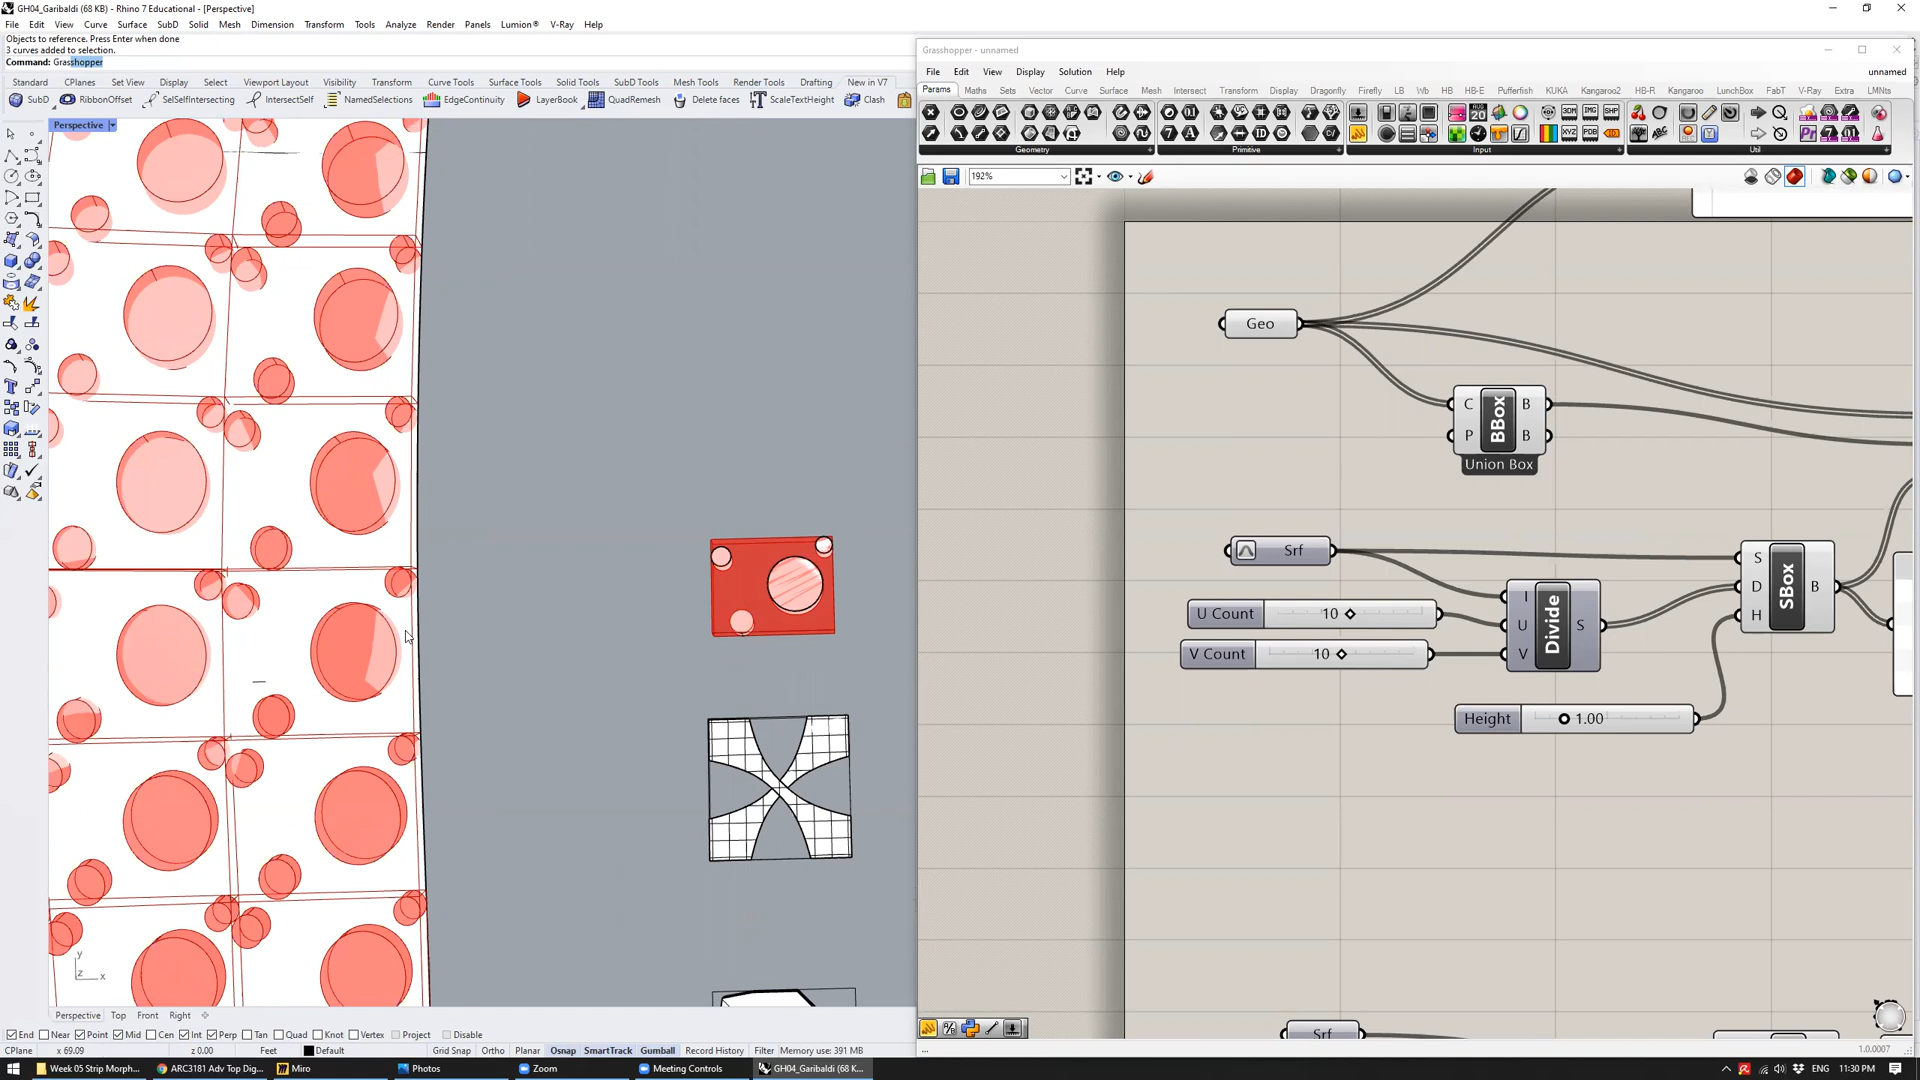 GH04_Garibaldi (68 KB) - Rhino 7 Educational - [Perspective]
File Edit View Curve Surface SubD Solid Mesh Dimension Transform Tools Analyze Render Panels Lumion® V-Ray Help
Objects to reference. Press Enter when done
3 curves added to selection.
Command: Grasshopper
Standard CPlanes Set View Display Select Viewport Layout Visibility Transform Curve Tools Surface Tools Solid Tools SubD Tools Mesh Tools Render Tools Drafting New in V7
SubD RibbonOffset SelSelfIntersecting IntersectSelf NamedSelections EdgeContinuity LayerBook QuadRemesh Delete faces ScaleTextHeight Clash
Perspective
Grasshopper - unnamed
File Edit View Display Solution Help unnamed
Params Maths Sets Vector Curve Surface Mesh Intersect Transform Display Dragonfly Firefly LB Wb HB HB-E Pufferfish KUKA Kangaroo2 HB-R Kangaroo LunchBox FabT V-Ray Extra LMNts
Geometry Primitive Input Util
192%
Geo
C BBox B
P B
Union Box
Srf
U Count 10
V Count 10
I U V Divide S
S D H SBox B
Height 1.00
Srf
y
z x
Perspective Top Front Right
End Near Point Mid Cen Int Perp Tan Quad Knot Vertex Project Disable
CPlane x 69.09 z 0.00 Feet Default Grid Snap Ortho Planar Osnap SmartTrack Gumball Record History Filter Memory use: 391 MB
...
1.0.0007
Week 05 Strip Morph... ARC3181 Adv Top Dig... Miro Photos Zoom Meeting Controls GH04_Garibaldi (68 K... ENG 11:30 PM